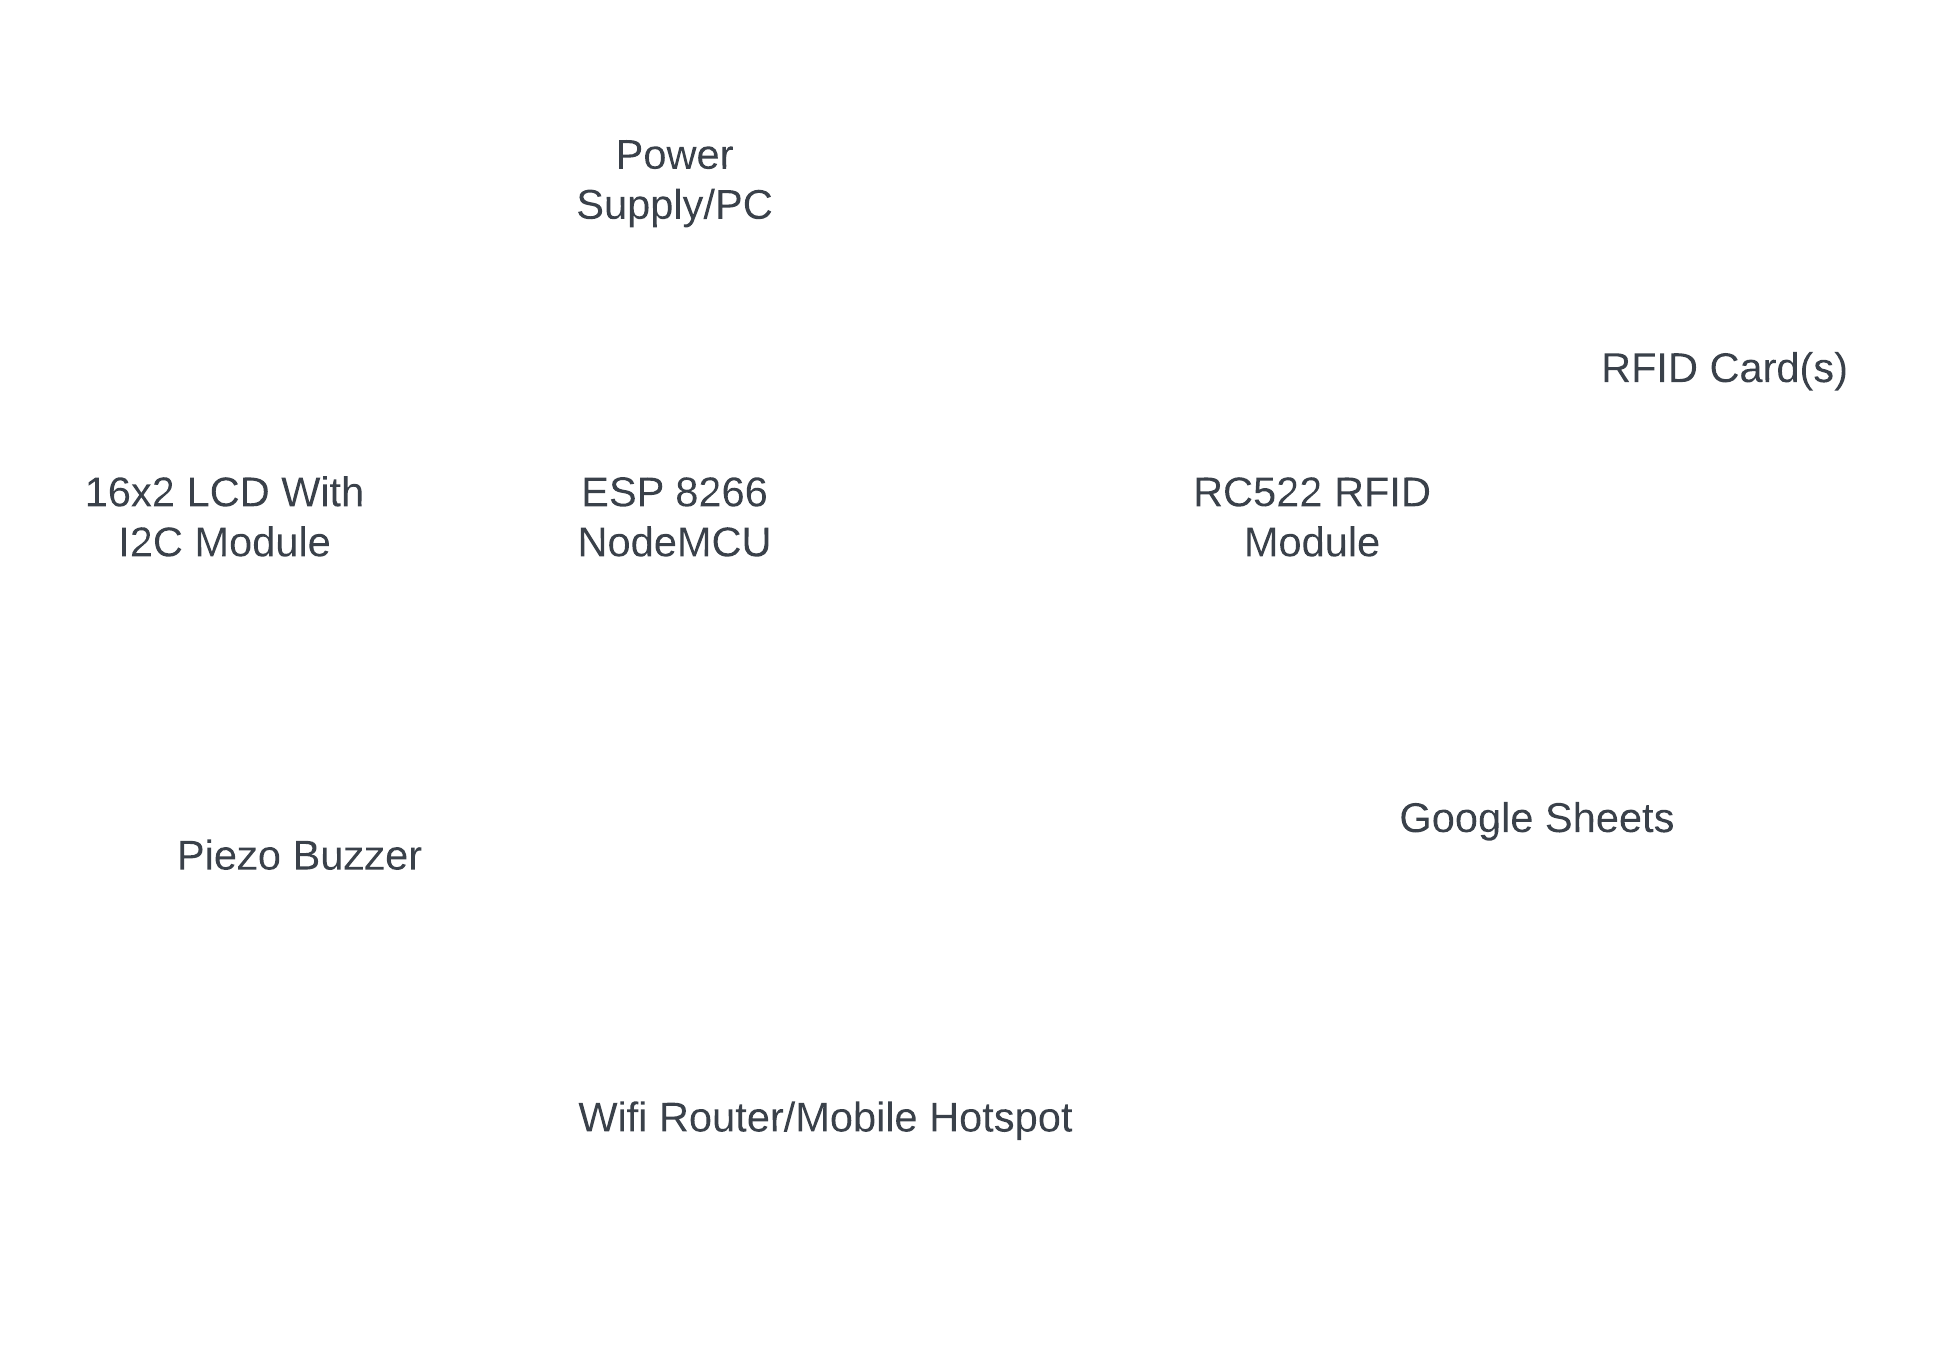 Power
Supply/PC
RFID Card(s)
16x2 LCD With
I2C Module
ESP 8266
NodeMCU
RC522 RFID
Module
Google Sheets
Piezo Buzzer
Wifi Router/Mobile Hotspot